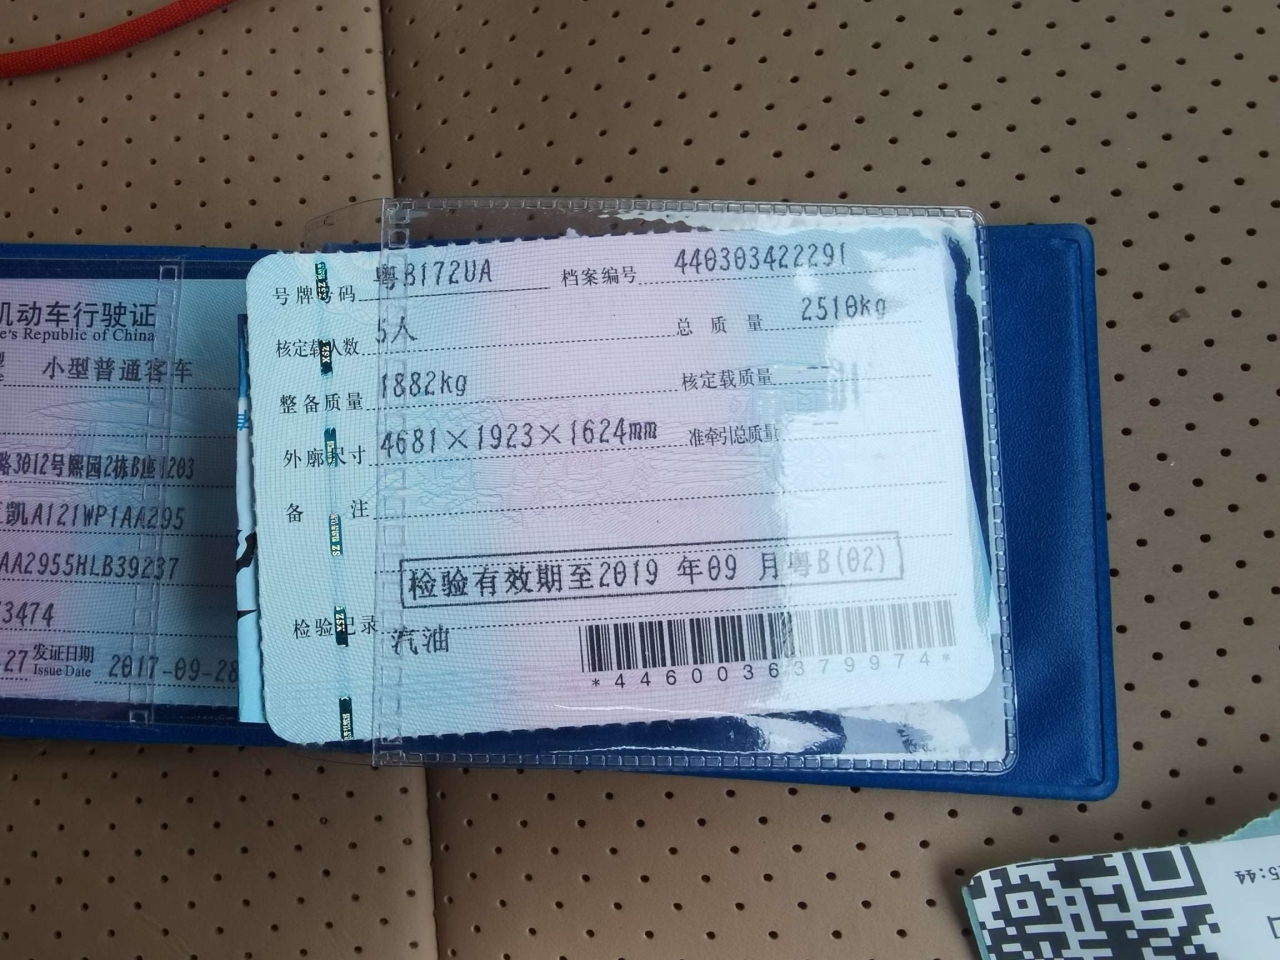 机动车行驶证
e's Republic of China
小型普通客车
路3012号熙园2栋B座1203
凯A121WP1AA295
AA2955HLB39237
3474
-27 发证日期 Issue Date 2017-09-28
号牌号码 粤B172UA 档案编号 440303422291
核定载人数 5人 总质量 2510kg
整备质量 1882kg 核定载质量 --
外廓尺寸 4681×1923×1624mm 准牵引总质量 --
备注
检验有效期至2019年09月粤B(02)
检验记录 汽油
*4460036379974*
5:44